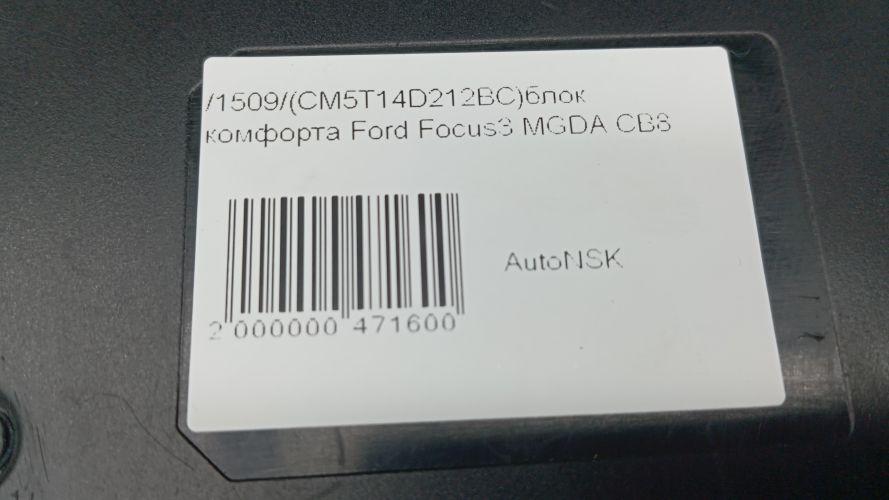 /1509/(CM5T14D212BC)блок
комфорта Ford Focus3 MGDA CB8
AutoNSK
2 000000 471600